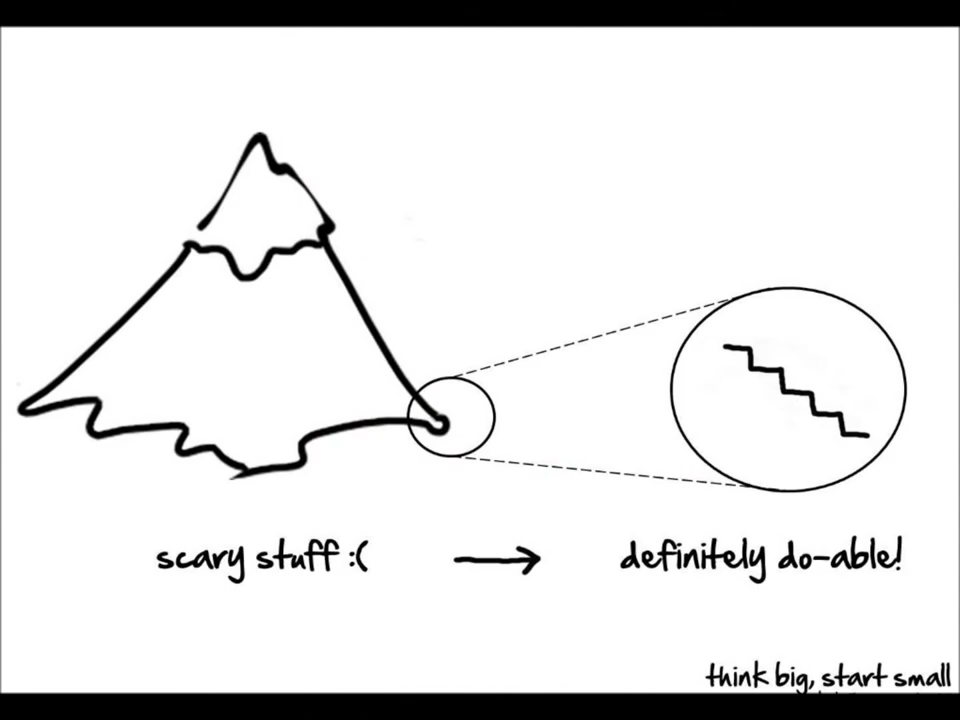 scary stuff :( → definitely do-able!
think big, start small